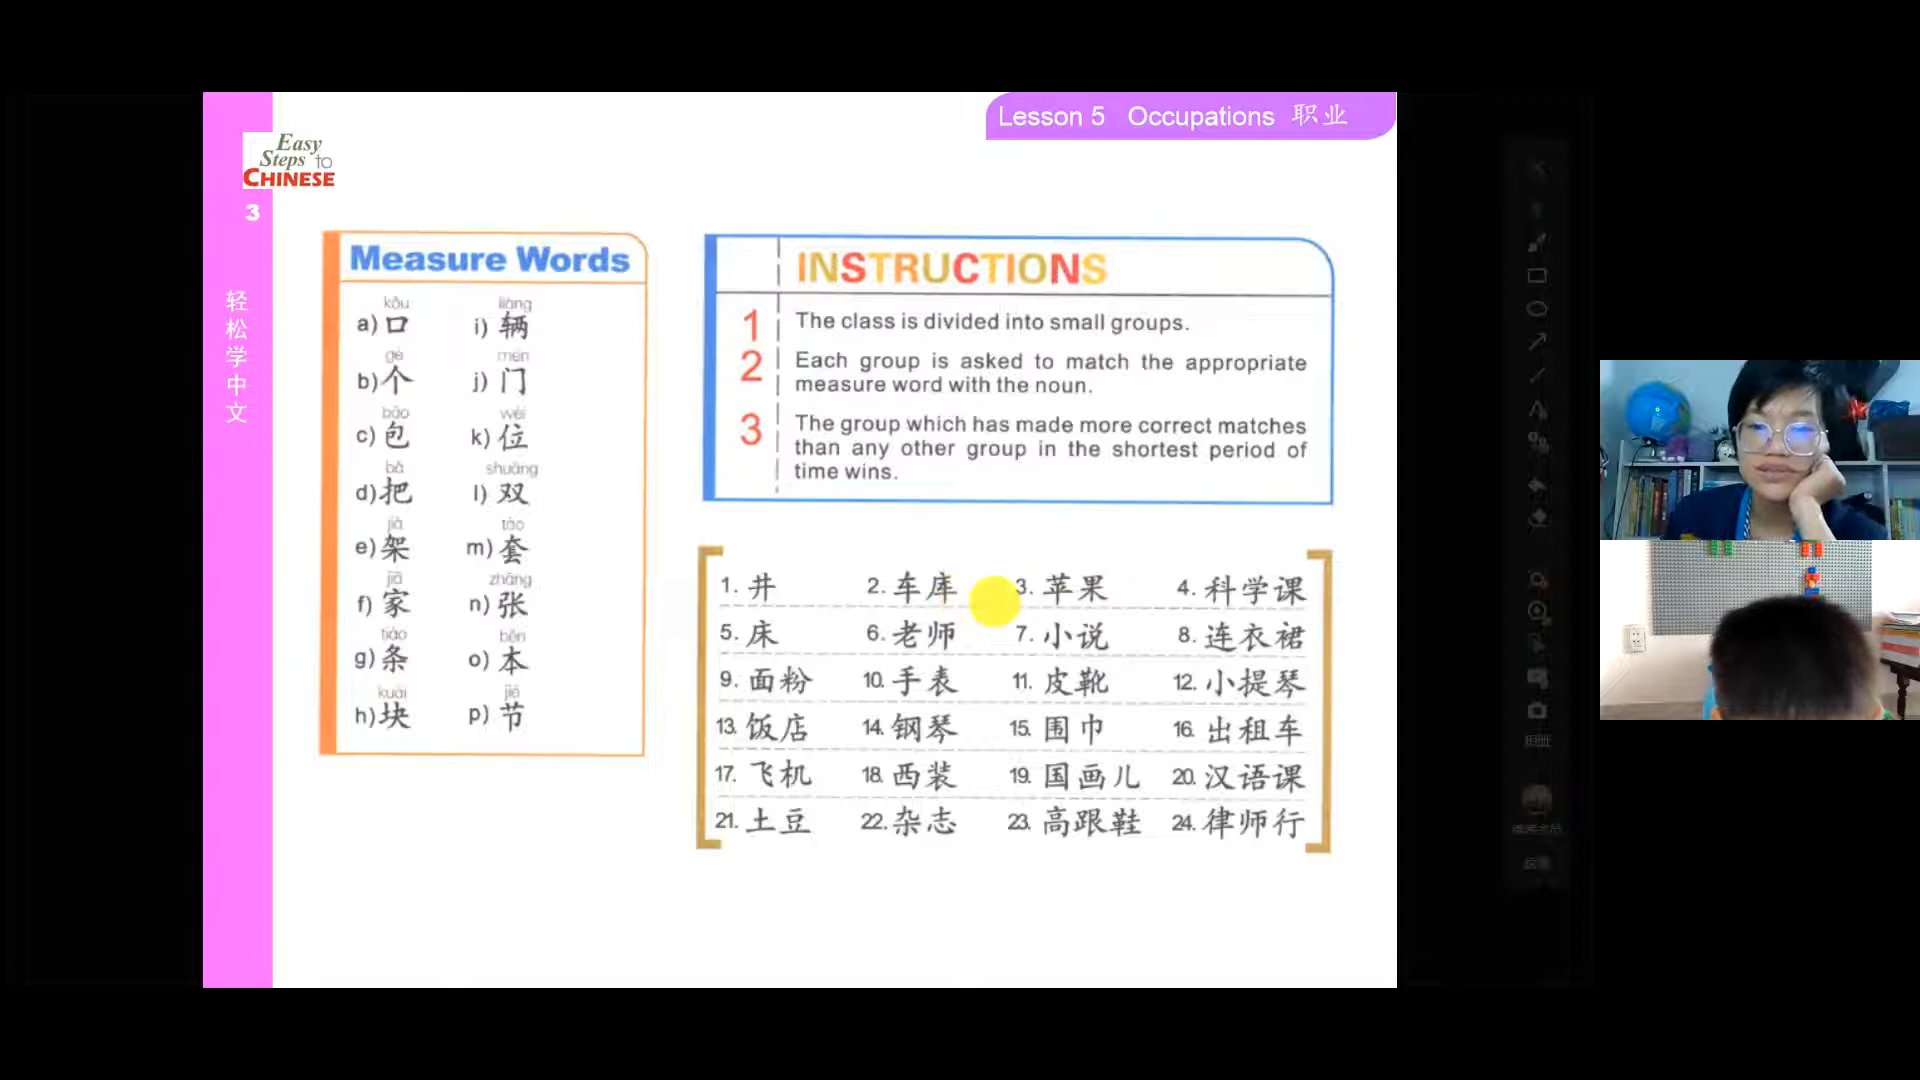 Lesson 5 Occupations 职业
Easy
Steps to
CHINESE
3
轻松学中文
Measure Words
kǒu liàng
a) 口 i) 辆
gè mén
b) 个 j) 门
bāo wèi
c) 包 k) 位
bǎ shuāng
d) 把 l) 双
jià tào
e) 架 m) 套
jiā zhāng
f) 家 n) 张
tiáo běn
g) 条 o) 本
kuài jié
h) 块 p) 节
INSTRUCTIONS
1 The class is divided into small groups.
2 Each group is asked to match the appropriate
measure word with the noun.
3 The group which has made more correct matches
than any other group in the shortest period of
time wins.
1. 井 2. 车库 3. 苹果 4. 科学课
5. 床 6. 老师 7. 小说 8. 连衣裙
9. 面粉 10. 手表 11. 皮靴 12. 小提琴
13. 饭店 14. 钢琴 15. 围巾 16. 出租车
17. 飞机 18. 西装 19. 国画儿 20. 汉语课
21. 土豆 22. 杂志 23. 高跟鞋 24. 律师行